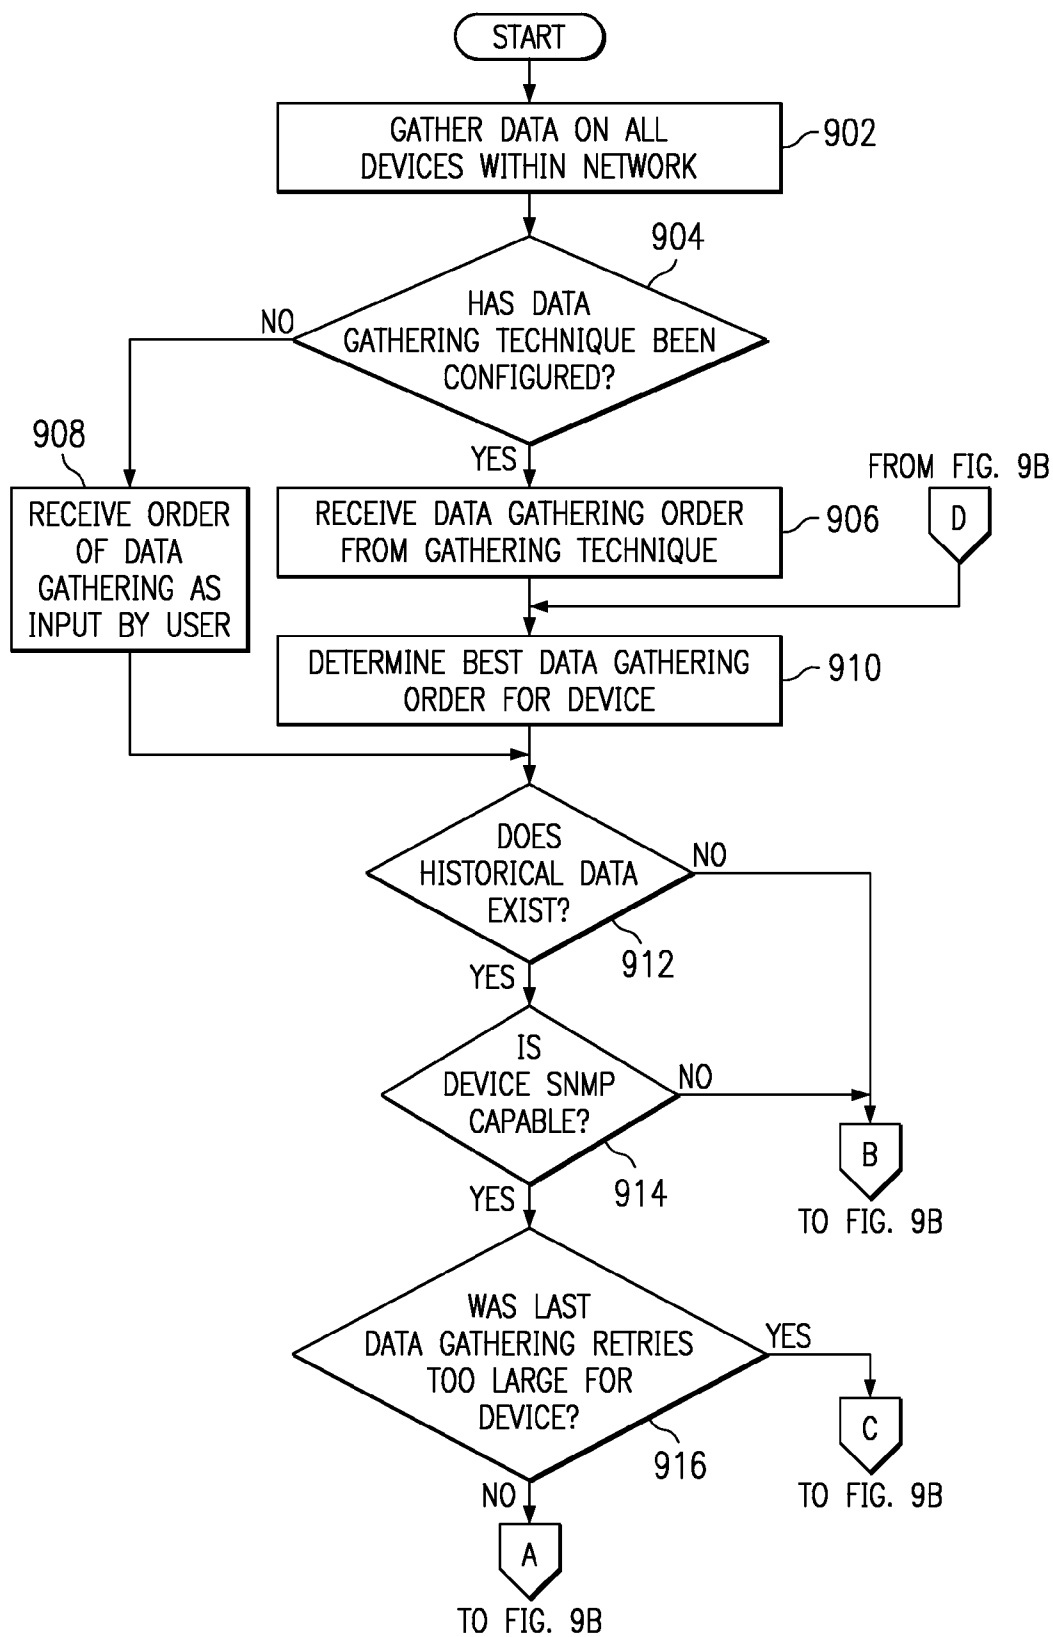 START
GATHER DATA ON ALL
DEVICES WITHIN NETWORK
902
904
HAS DATA
GATHERING TECHNIQUE BEEN
CONFIGURED?
NO
YES
908
RECEIVE ORDER
OF DATA
GATHERING AS
INPUT BY USER
RECEIVE DATA GATHERING ORDER
FROM GATHERING TECHNIQUE
906
FROM FIG. 9B
D
DETERMINE BEST DATA GATHERING
ORDER FOR DEVICE
910
DOES
HISTORICAL DATA
EXIST?
NO
912
YES
IS
DEVICE SNMP
CAPABLE?
NO
914
YES
B
TO FIG. 9B
WAS LAST
DATA GATHERING RETRIES
TOO LARGE FOR
DEVICE?
YES
916
C
TO FIG. 9B
NO
A
TO FIG. 9B